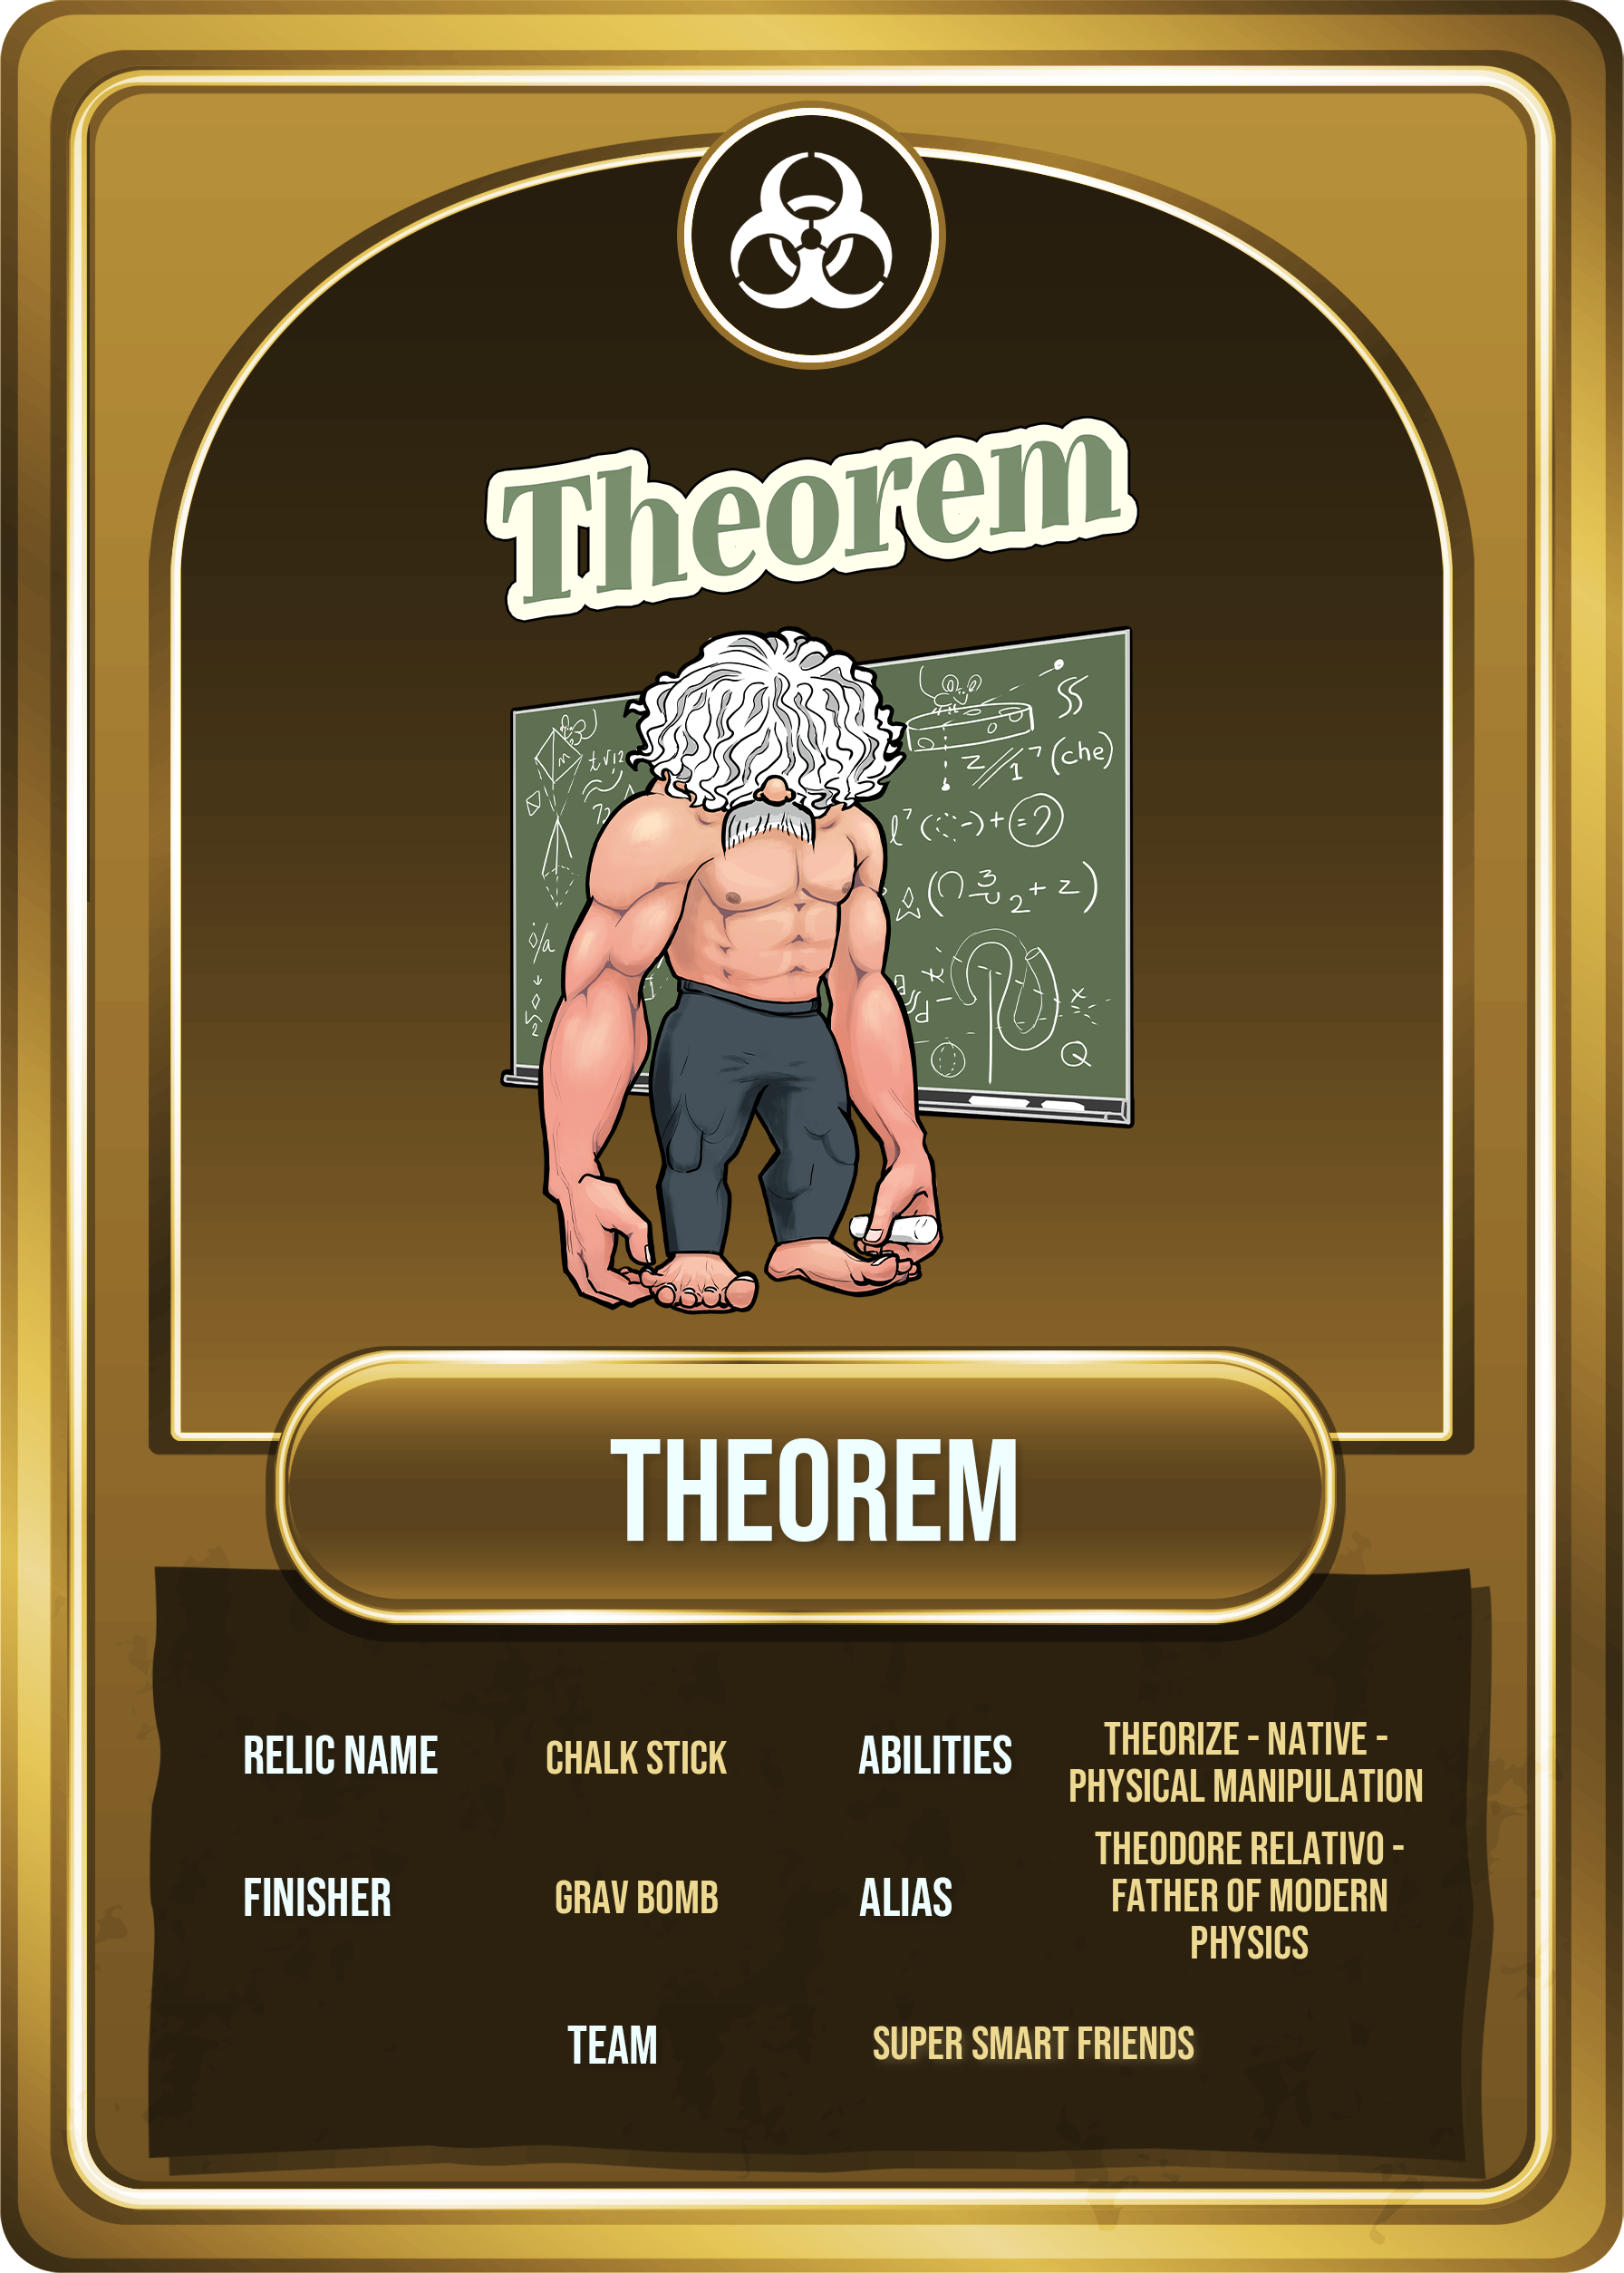 Theorem
(che)
THEOREM
RELIC NAME
CHALK STICK
ABILITIES
THEORIZE - NATIVE -
PHYSICAL MANIPULATION
FINISHER
GRAV BOMB
ALIAS
THEODORE RELATIVO -
FATHER OF MODERN
PHYSICS
TEAM
SUPER SMART FRIENDS